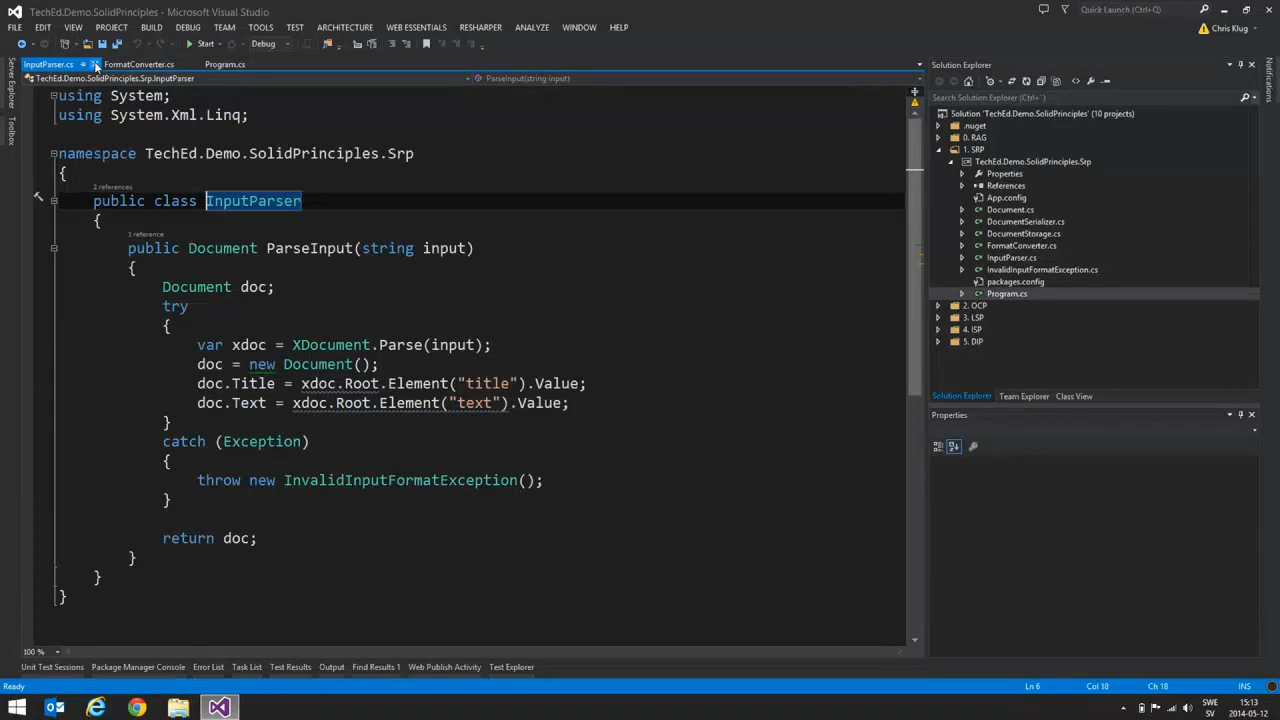 TechEd.Demo.SolidPrinciples - Microsoft Visual Studio
Quick Launch (Ctrl+Q)
FILE EDIT VIEW PROJECT BUILD DEBUG TEAM TOOLS TEST ARCHITECTURE WEB ESSENTIALS RESHARPER ANALYZE WINDOW HELP
Chris Klug
Start Debug
InputParser.cs FormatConverter.cs Program.cs
TechEd.Demo.SolidPrinciples.Srp.InputParser
ParseInput(string input)
Server Explorer
Toolbox
using System;
using System.Xml.Linq;
namespace TechEd.Demo.SolidPrinciples.Srp
{
2 references
public class InputParser
{
1 reference
public Document ParseInput(string input)
{
Document doc;
try
{
var xdoc = XDocument.Parse(input);
doc = new Document();
doc.Title = xdoc.Root.Element("title").Value;
doc.Text = xdoc.Root.Element("text").Value;
}
catch (Exception)
{
throw new InvalidInputFormatException();
}
return doc;
}
}
}
100 %
Solution Explorer
Search Solution Explorer (Ctrl+¨)
Solution 'TechEd.Demo.SolidPrinciples' (10 projects)
.nuget
0. RAG
1. SRP
TechEd.Demo.SolidPrinciples.Srp
Properties
References
App.config
Document.cs
DocumentSerializer.cs
DocumentStorage.cs
FormatConverter.cs
InputParser.cs
InvalidInputFormatException.cs
packages.config
Program.cs
2. OCP
3. LSP
4. ISP
5. DIP
Solution Explorer Team Explorer Class View
Properties
Notifications
Unit Test Sessions Package Manager Console Error List Task List Test Results Output Find Results 1 Web Publish Activity Test Explorer
Ready
Ln 6 Col 18 Ch 18 INS
SWE
SV
15:13
2014-05-12